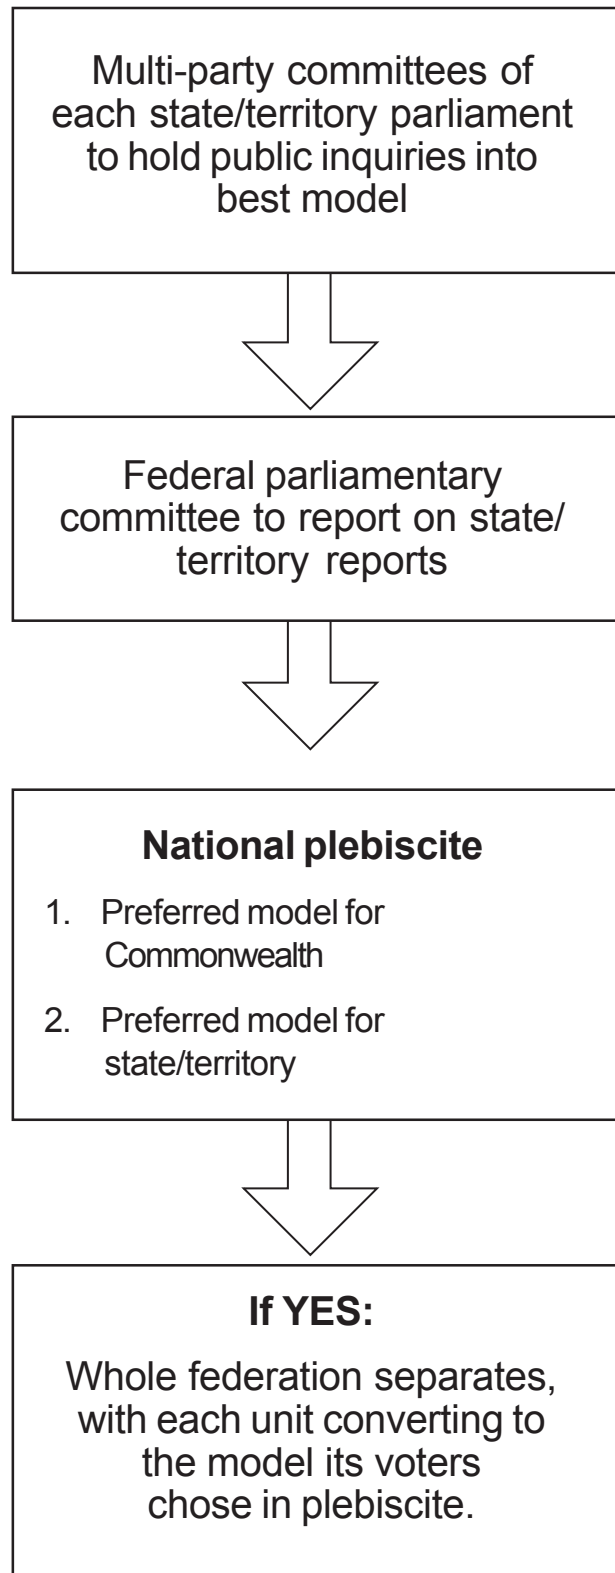 Multi-party committees of
each state/territory parliament
to hold public inquiries into
best model
Federal parliamentary
committee to report on state/
territory reports
National plebiscite
1. Preferred model for
Commonwealth
2. Preferred model for
state/territory
If YES:
Whole federation separates,
with each unit converting to
the model its voters
chose in plebiscite.